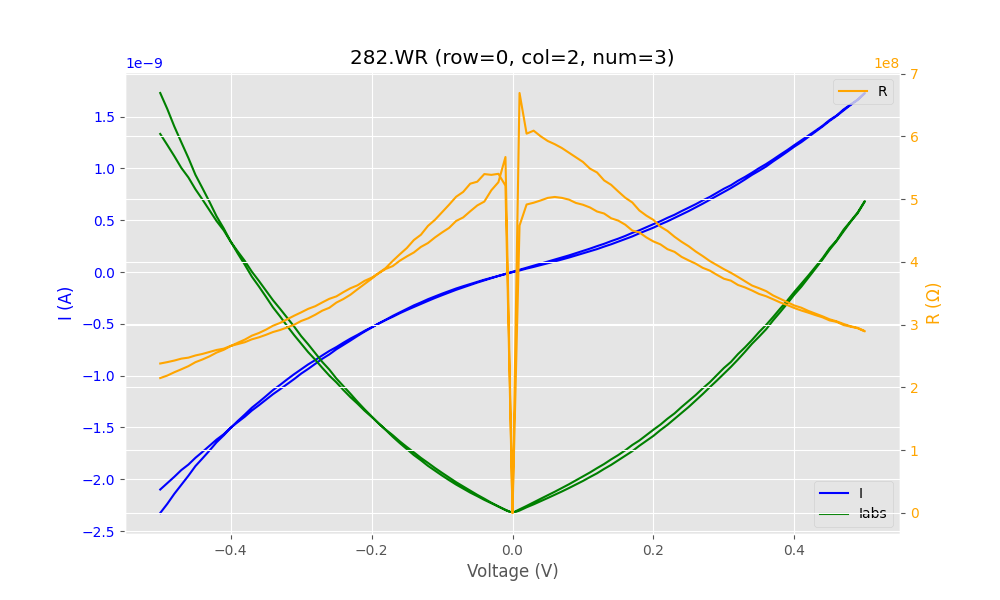 282.WR (row=0, col=2, num=3)
1e−9
1e8
R
1.5
1.0
0.5
0.0
−0.5
−1.0
−1.5
−2.0
−2.5
I (A)
7
6
5
4
3
2
1
0
R (Ω)
I
Iabs
−0.4
−0.2
0.0
0.2
0.4
Voltage (V)